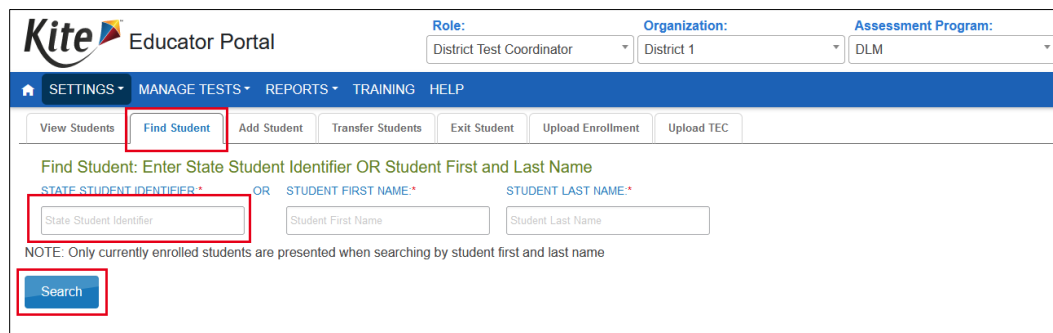 Kite Educator Portal
Role: Organization: Assessment Program:
District Test Coordinator District 1 DLM
SETTINGS MANAGE TESTS REPORTS TRAINING HELP
View Students Find Student Add Student Transfer Students Exit Student Upload Enrollment Upload TEC
Find Student: Enter State Student Identifier OR Student First and Last Name
STATE STUDENT IDENTIFIER:* OR STUDENT FIRST NAME:* STUDENT LAST NAME:*
State Student Identifier Student First Name Student Last Name
NOTE: Only currently enrolled students are presented when searching by student first and last name
Search